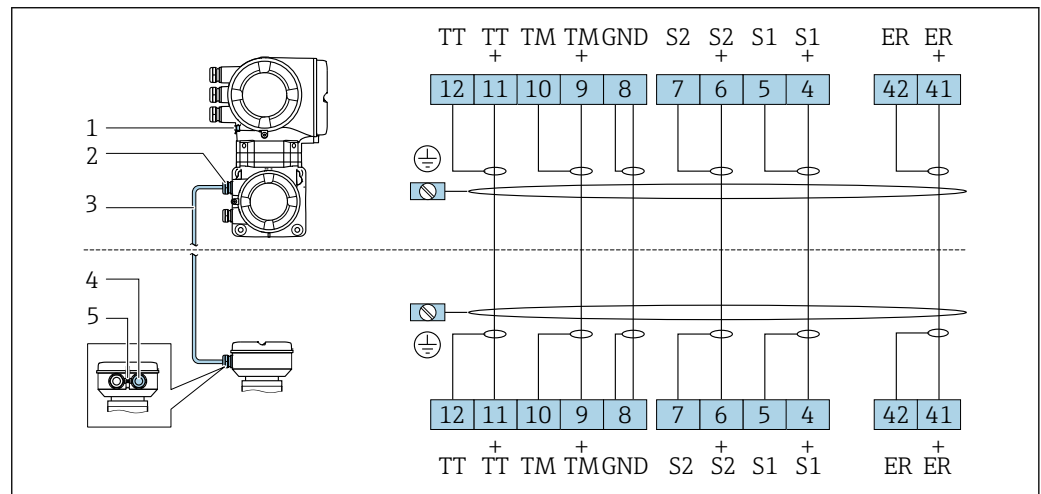 TT TT TM TM GND S2 S2 S1 S1 ER ER
+ + + + +
12 11 10 9 8 7 6 5 4 42 41
1
2
3
4
5
12 11 10 9 8 7 6 5 4 42 41
+ + + + +
TT TT TM TM GND S2 S2 S1 S1 ER ER